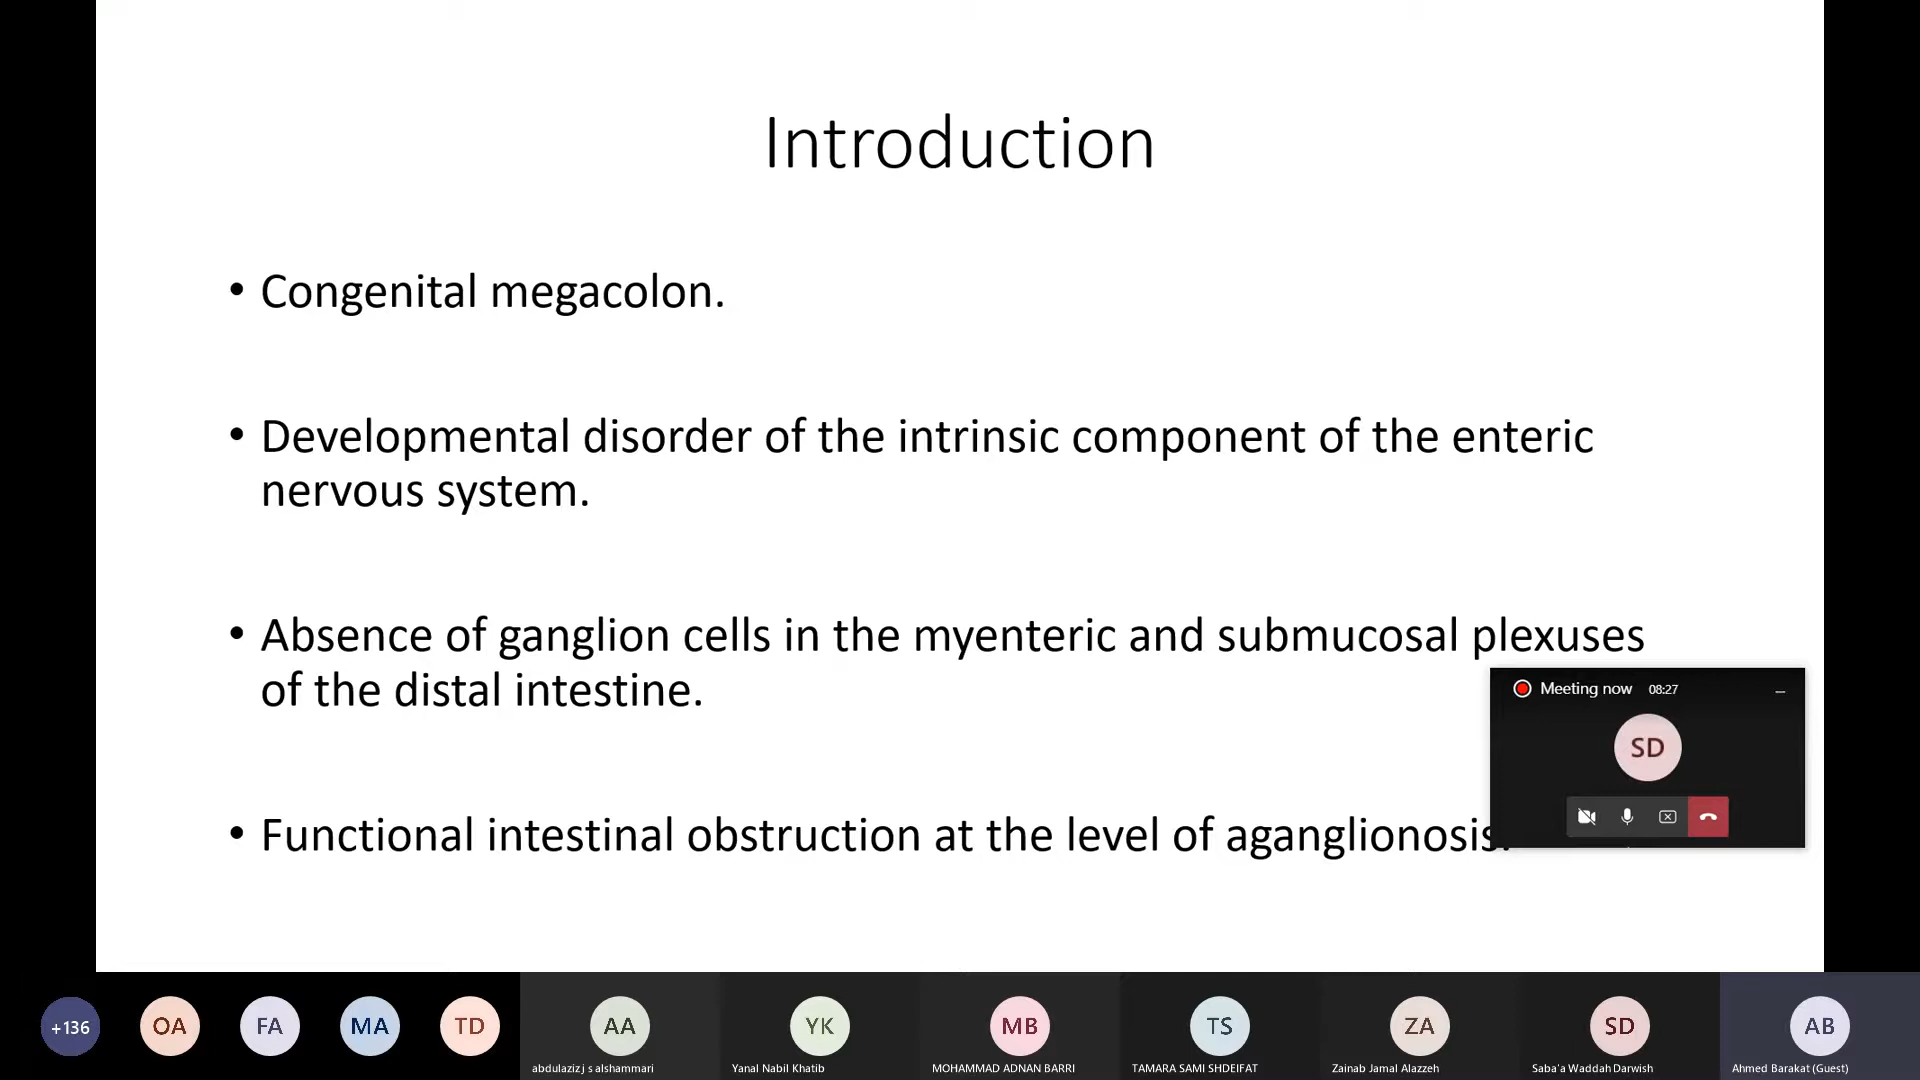 Introduction
• Congenital megacolon.
• Developmental disorder of the intrinsic component of the enteric
nervous system.
• Absence of ganglion cells in the myenteric and submucosal plexuses
of the distal intestine.
• Functional intestinal obstruction at the level of aganglionosis.
Meeting now 08:27
SD
+136 OA FA MA TD AA YK MB TS ZA SD AB
abdulaziz j s alshammari Yanal Nabil Khatib MOHAMMAD ADNAN BARRI TAMARA SAMI SHDEIFAT Zainab Jamal Alazzeh Saba'a Waddah Darwish Ahmed Barakat (Guest)